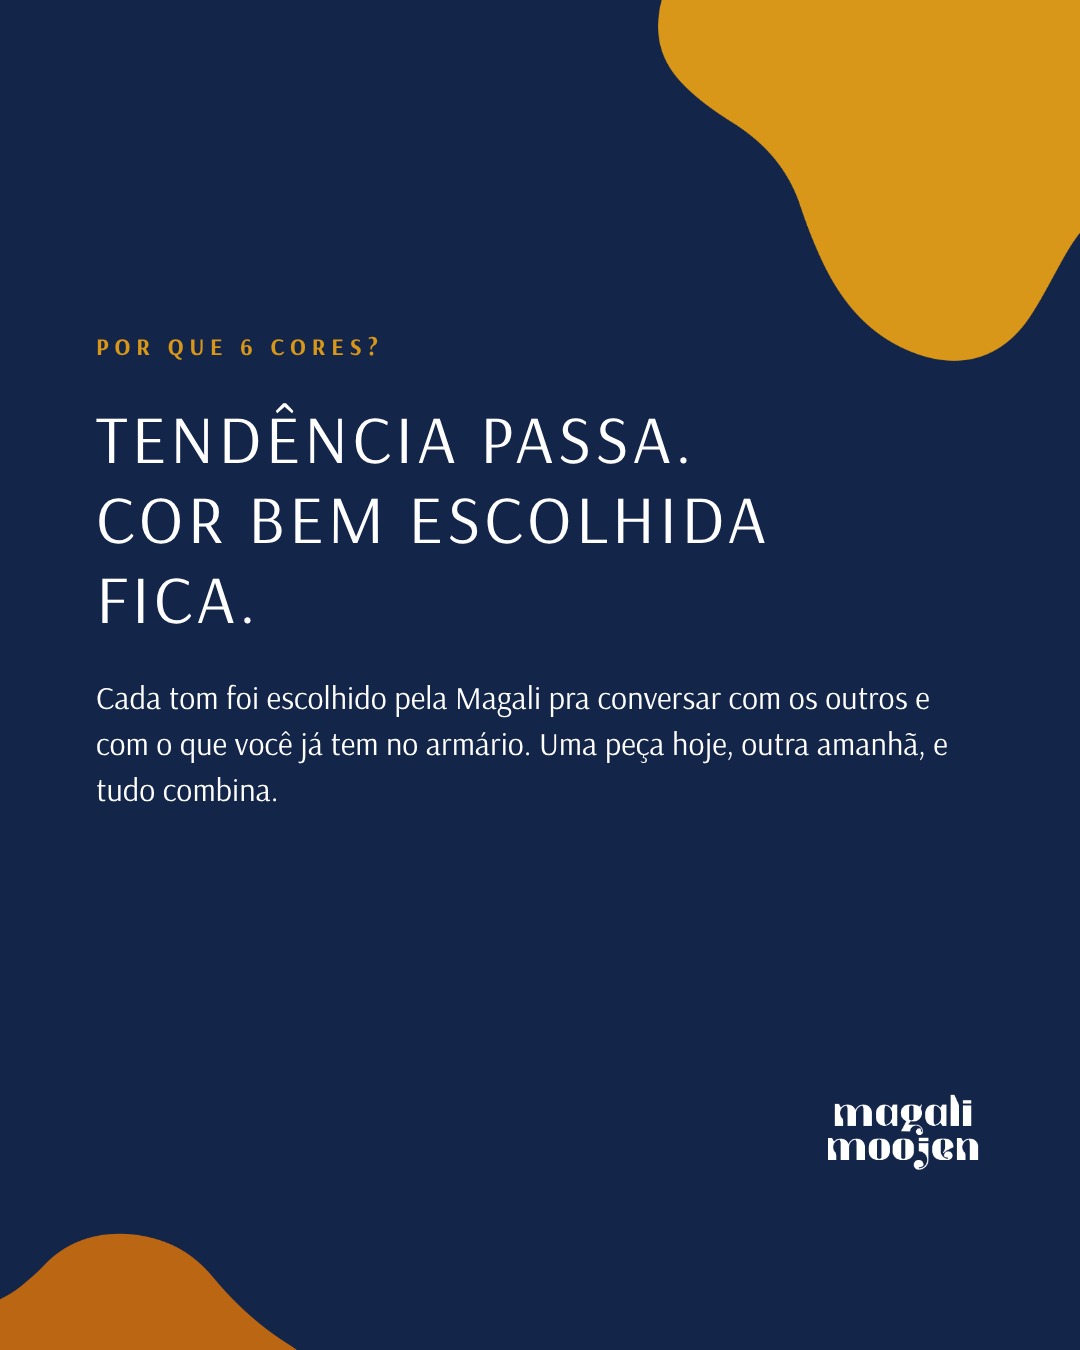 POR QUE 6 CORES?
TENDÊNCIA PASSA.
COR BEM ESCOLHIDA
FICA.
Cada tom foi escolhido pela Magali pra conversar com os outros e
com o que você já tem no armário. Uma peça hoje, outra amanhã, e
tudo combina.
magali
moojen